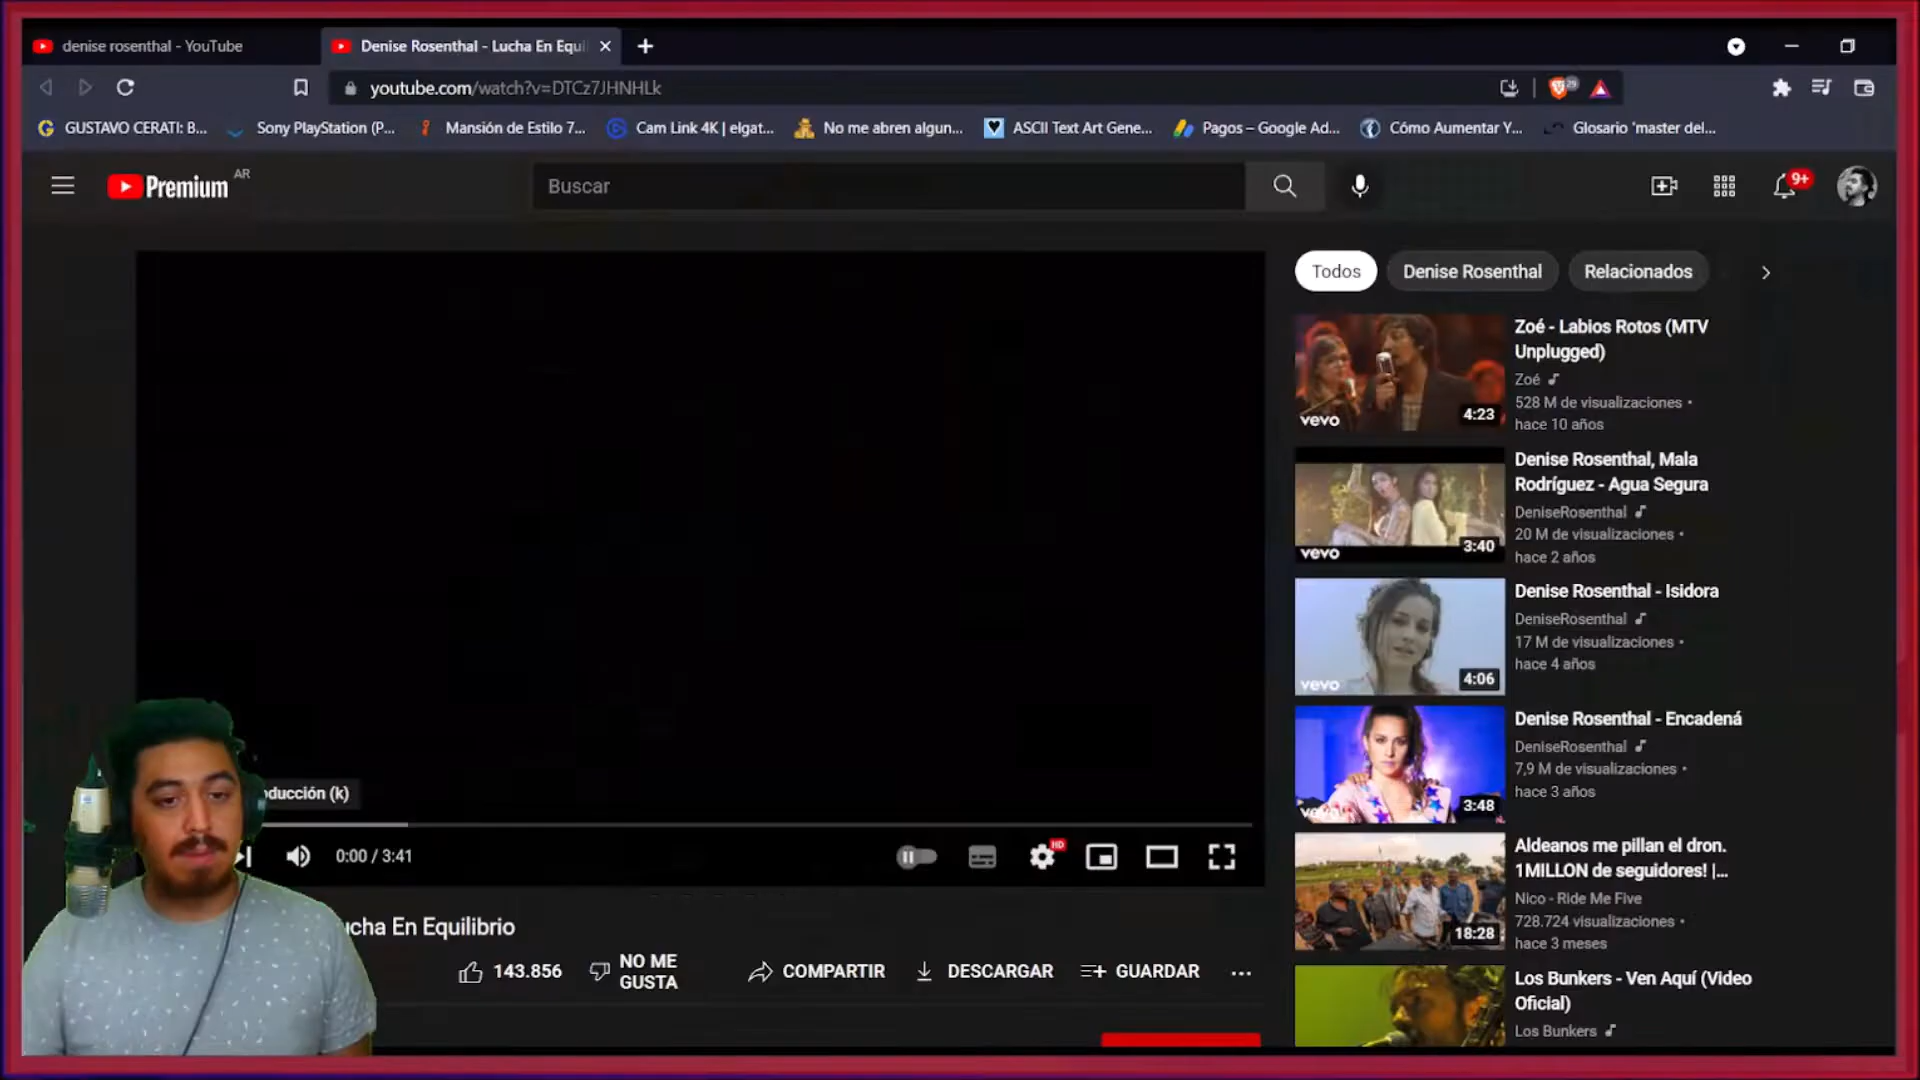 denise rosenthal - YouTube
Denise Rosenthal - Lucha En Equi
youtube.com/watch?v=DTCz7JHNHLk
29
GUSTAVO CERATI: B...
Sony PlayStation (P...
Mansión de Estilo 7...
Cam Link 4K | elgat...
No me abren algun...
ASCII Text Art Gene...
Pagos – Google Ad...
Cómo Aumentar Y...
Glosario 'master del...
Premium AR
Buscar
9+
Todos
Denise Rosenthal
Relacionados
Zoé - Labios Rotos (MTV
Unplugged)
Zoé
528 M de visualizaciones •
hace 10 años
vevo
4:23
Denise Rosenthal, Mala
Rodríguez - Agua Segura
DeniseRosenthal
20 M de visualizaciones •
hace 2 años
vevo
3:40
Denise Rosenthal - Isidora
DeniseRosenthal
17 M de visualizaciones •
hace 4 años
vevo
4:06
Denise Rosenthal - Encadená
DeniseRosenthal
7,9 M de visualizaciones •
hace 3 años
vevo
3:48
Aldeanos me pillan el dron.
1MILLON de seguidores! |...
Nico - Ride Me Five
728.724 visualizaciones •
hace 3 meses
18:28
Los Bunkers - Ven Aquí (Video
Oficial)
Los Bunkers
oducción (k)
0:00 / 3:41
HD
ucha En Equilibrio
143.856
NO ME
GUSTA
COMPARTIR
DESCARGAR
GUARDAR